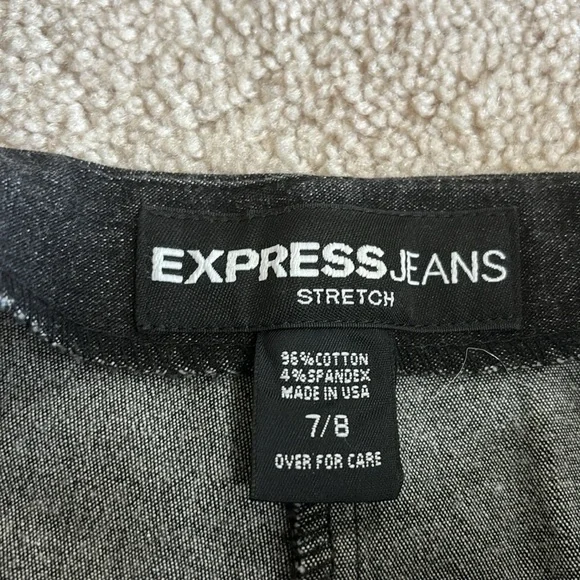 EXPRESS JEANS
STRETCH
96% COTTON
4% SPANDEX
MADE IN USA
7/8
OVER FOR CARE